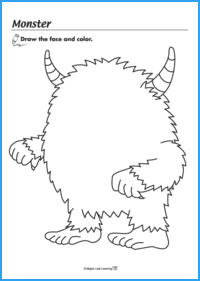 Monster
Draw the face and color.
©Maple Leaf Learning